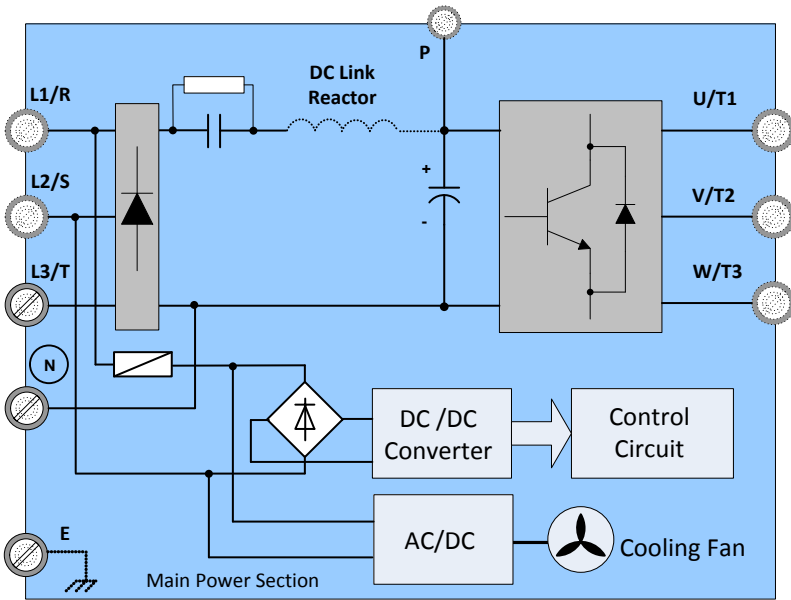 P
DC Link
Reactor
L1/R
U/T1
L2/S
V/T2
+
-
L3/T
W/T3
N
DC /DC
Converter
Control
Circuit
E
AC/DC
Cooling Fan
Main Power Section